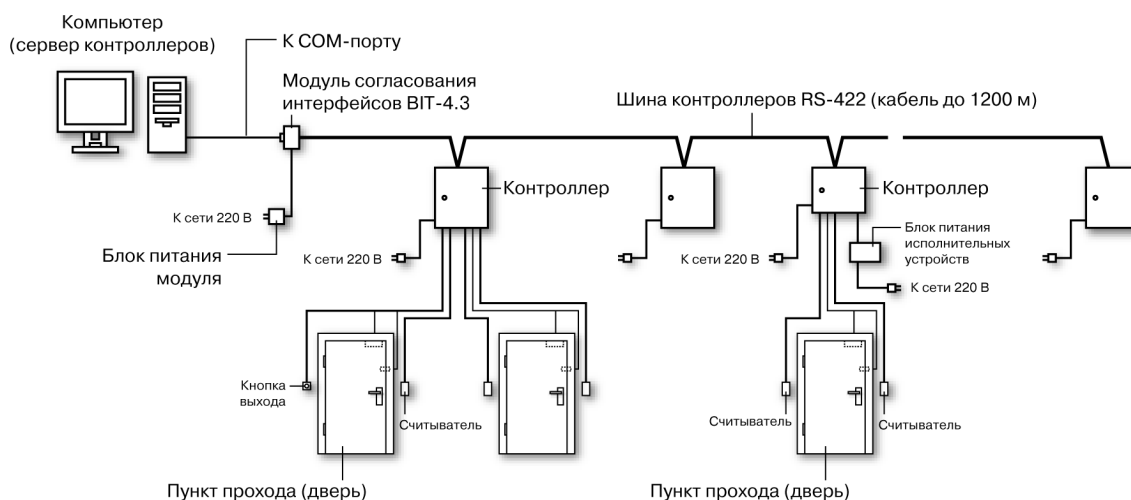 Компьютер
(сервер контроллеров)
К COM-порту
Модуль согласования
интерфейсов BIT-4.3
Шина контроллеров RS-422 (кабель до 1200 м)
Контроллер
Контроллер
К сети 220 В
Блок питания
модуля
К сети 220 В
К сети 220 В
Блок питания
исполнительных
устройств
К сети 220 В
Кнопка
выхода
Считыватель
Считыватель
Считыватель
Пункт прохода (дверь)
Пункт прохода (дверь)